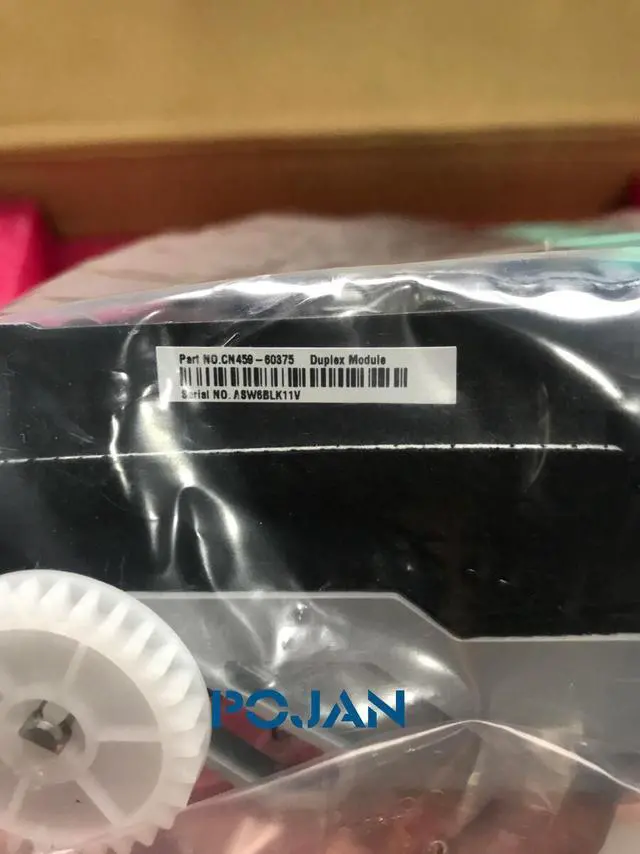 Part NO.CN459-60375 Duplex Module
Serial NO. ASW6BLK11V
POJAN